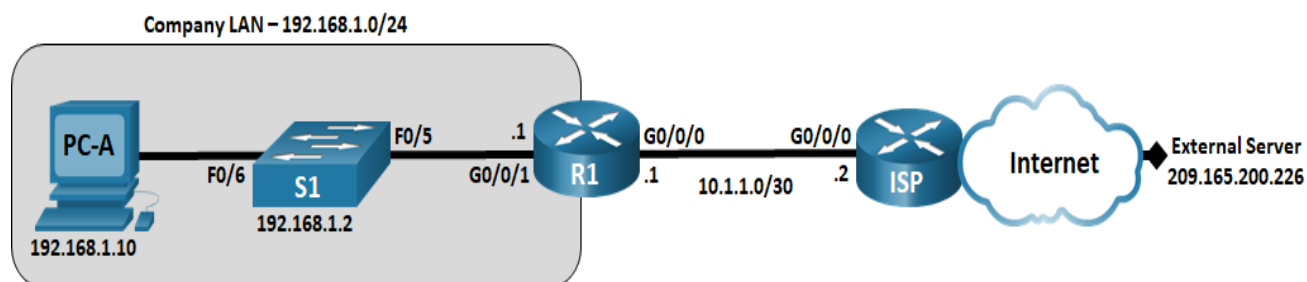 Company LAN – 192.168.1.0/24
PC-A
F0/6
S1
F0/5
192.168.1.10
192.168.1.2
.1
G0/0/1
R1
G0/0/0
.1
10.1.1.0/30
G0/0/0
.2
ISP
Internet
External Server
209.165.200.226